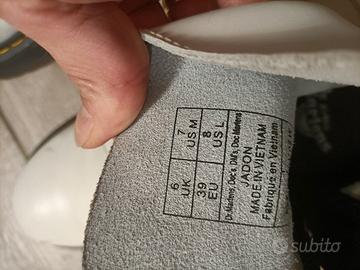 6 UK
7 US M
39 EU
8 US L
Dr. Martens, Doc's, DM's, Doc Martens
JADON
MADE IN VIETNAM
Fabriqué en Vietnam
subito